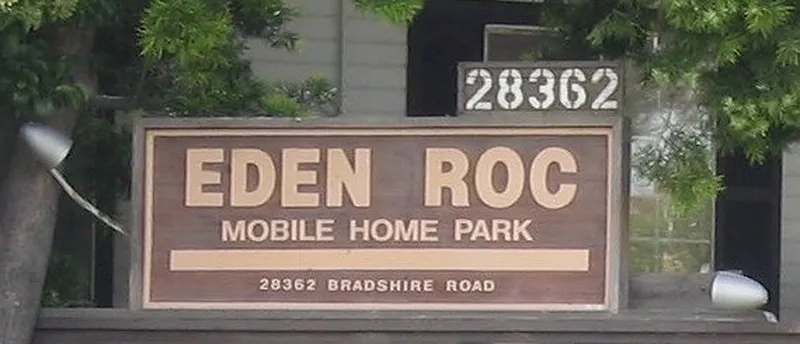 28362
EDEN ROC
MOBILE HOME PARK
28362 BRADSHIRE ROAD